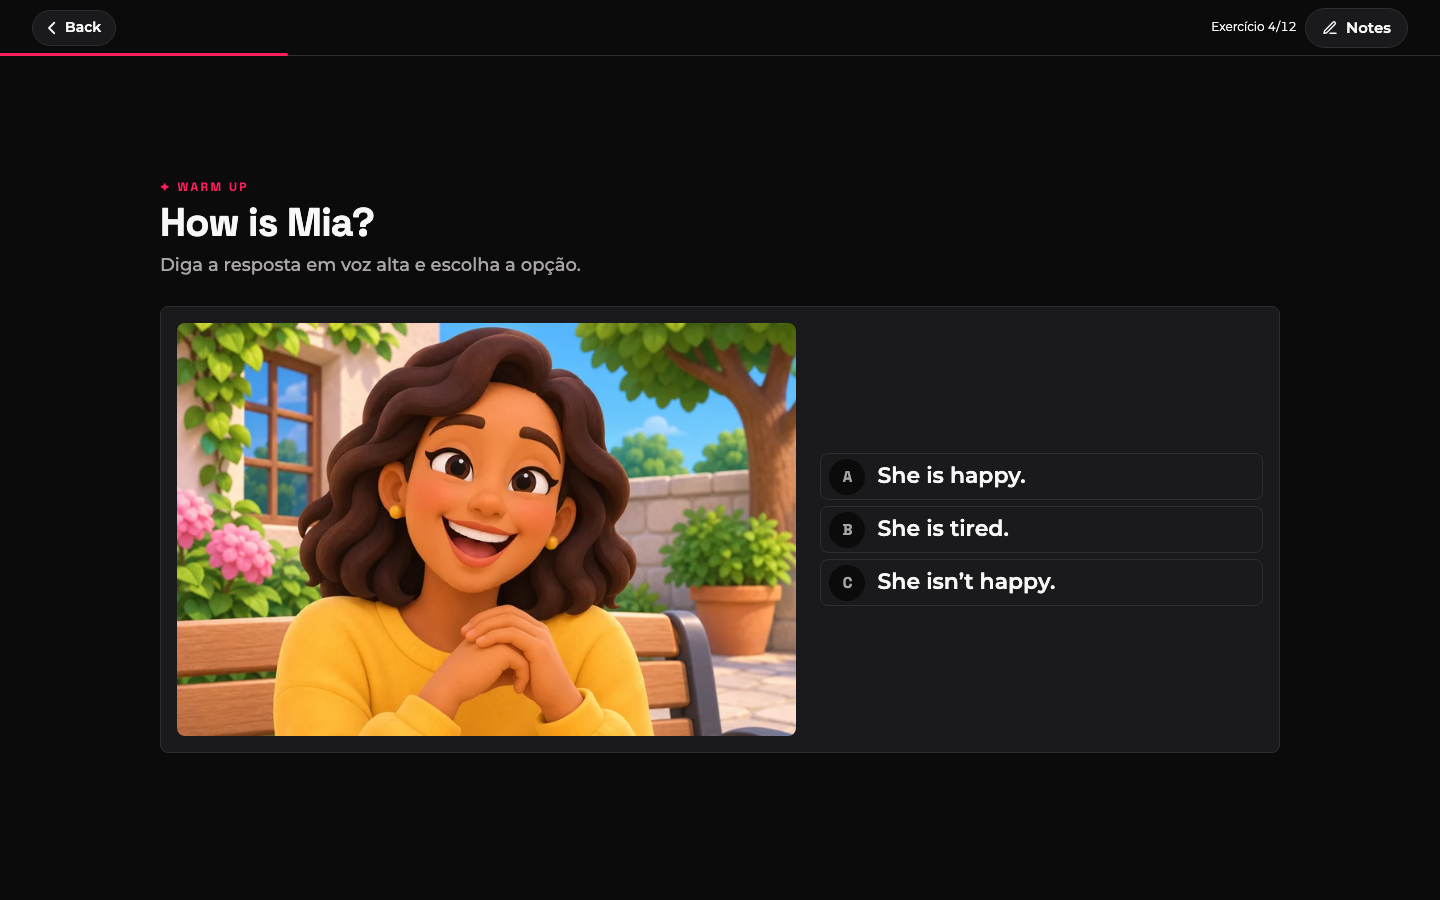 Back
Exercício 4/12
Notes
WARM UP
How is Mia?
Diga a resposta em voz alta e escolha a opção.
A She is happy.
B She is tired.
C She isn’t happy.